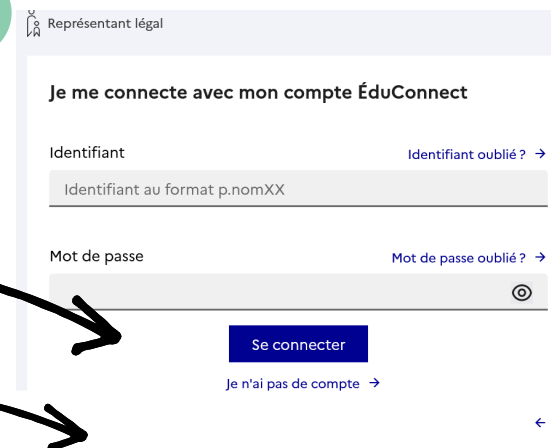 Représentant légal
Je me connecte avec mon compte ÉduConnect
Identifiant
Identifiant oublié ? →
Identifiant au format p.nomXX
Mot de passe
Mot de passe oublié ? →
Se connecter
Je n'ai pas de compte →
←